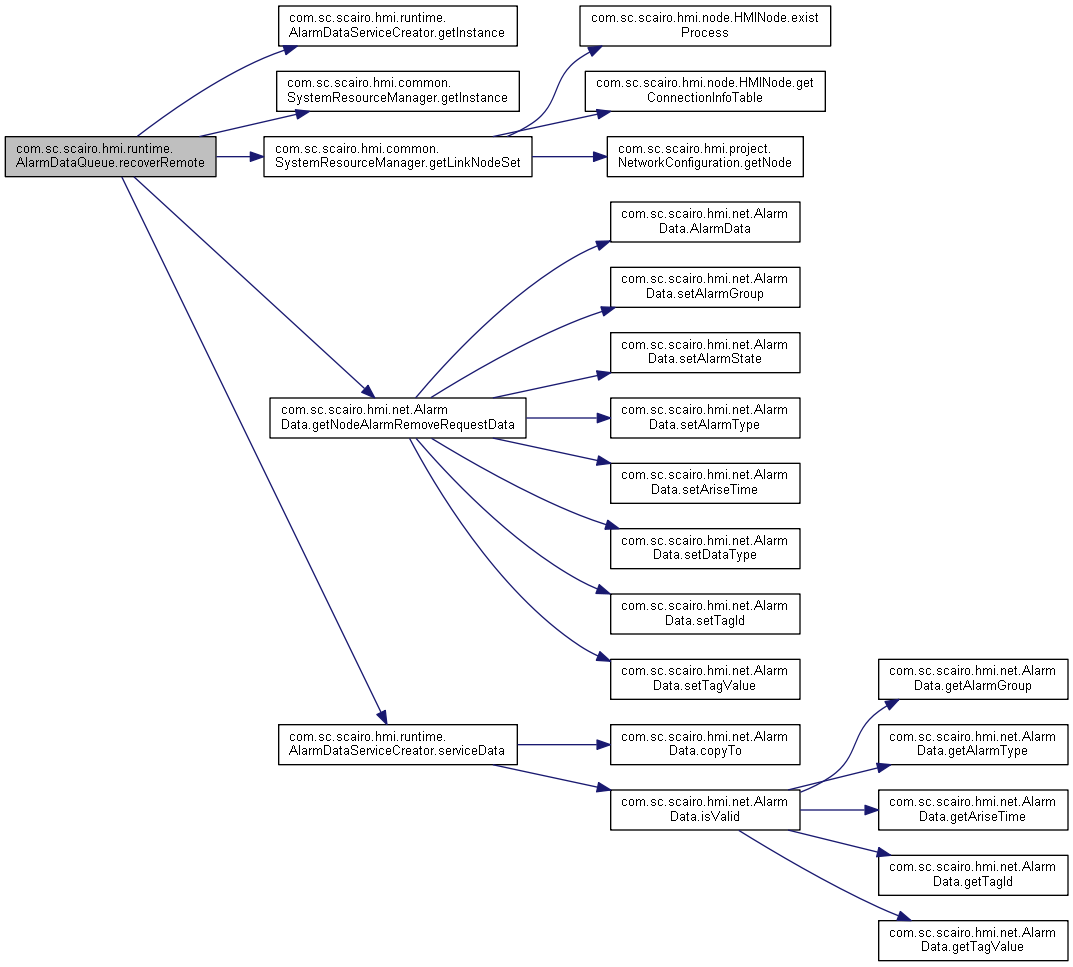 com.sc.scairo.hmi.runtime.
AlarmDataQueue.recoverRemote
com.sc.scairo.hmi.runtime.
AlarmDataServiceCreator.getInstance
com.sc.scairo.hmi.common.
SystemResourceManager.getInstance
com.sc.scairo.hmi.common.
SystemResourceManager.getLinkNodeSet
com.sc.scairo.hmi.node.HMINode.exist
Process
com.sc.scairo.hmi.node.HMINode.get
ConnectionInfoTable
com.sc.scairo.hmi.project.
NetworkConfiguration.getNode
com.sc.scairo.hmi.net.Alarm
Data.getNodeAlarmRemoveRequestData
com.sc.scairo.hmi.net.Alarm
Data.AlarmData
com.sc.scairo.hmi.net.Alarm
Data.setAlarmGroup
com.sc.scairo.hmi.net.Alarm
Data.setAlarmState
com.sc.scairo.hmi.net.Alarm
Data.setAlarmType
com.sc.scairo.hmi.net.Alarm
Data.setAriseTime
com.sc.scairo.hmi.net.Alarm
Data.setDataType
com.sc.scairo.hmi.net.Alarm
Data.setTagId
com.sc.scairo.hmi.net.Alarm
Data.setTagValue
com.sc.scairo.hmi.runtime.
AlarmDataServiceCreator.serviceData
com.sc.scairo.hmi.net.Alarm
Data.copyTo
com.sc.scairo.hmi.net.Alarm
Data.isValid
com.sc.scairo.hmi.net.Alarm
Data.getAlarmGroup
com.sc.scairo.hmi.net.Alarm
Data.getAlarmType
com.sc.scairo.hmi.net.Alarm
Data.getAriseTime
com.sc.scairo.hmi.net.Alarm
Data.getTagId
com.sc.scairo.hmi.net.Alarm
Data.getTagValue